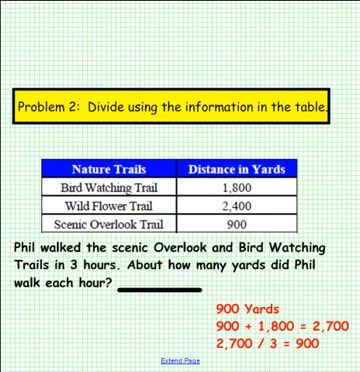 Problem 2: Divide using the information in the table.
Nature Trails Distance in Yards
Bird Watching Trail 1,800
Wild Flower Trail 2,400
Scenic Overlook Trail 900
Phil walked the scenic Overlook and Bird Watching
Trails in 3 hours. About how many yards did Phil
walk each hour?
900 Yards
900 + 1,800 = 2,700
2,700 / 3 = 900
Extend Page